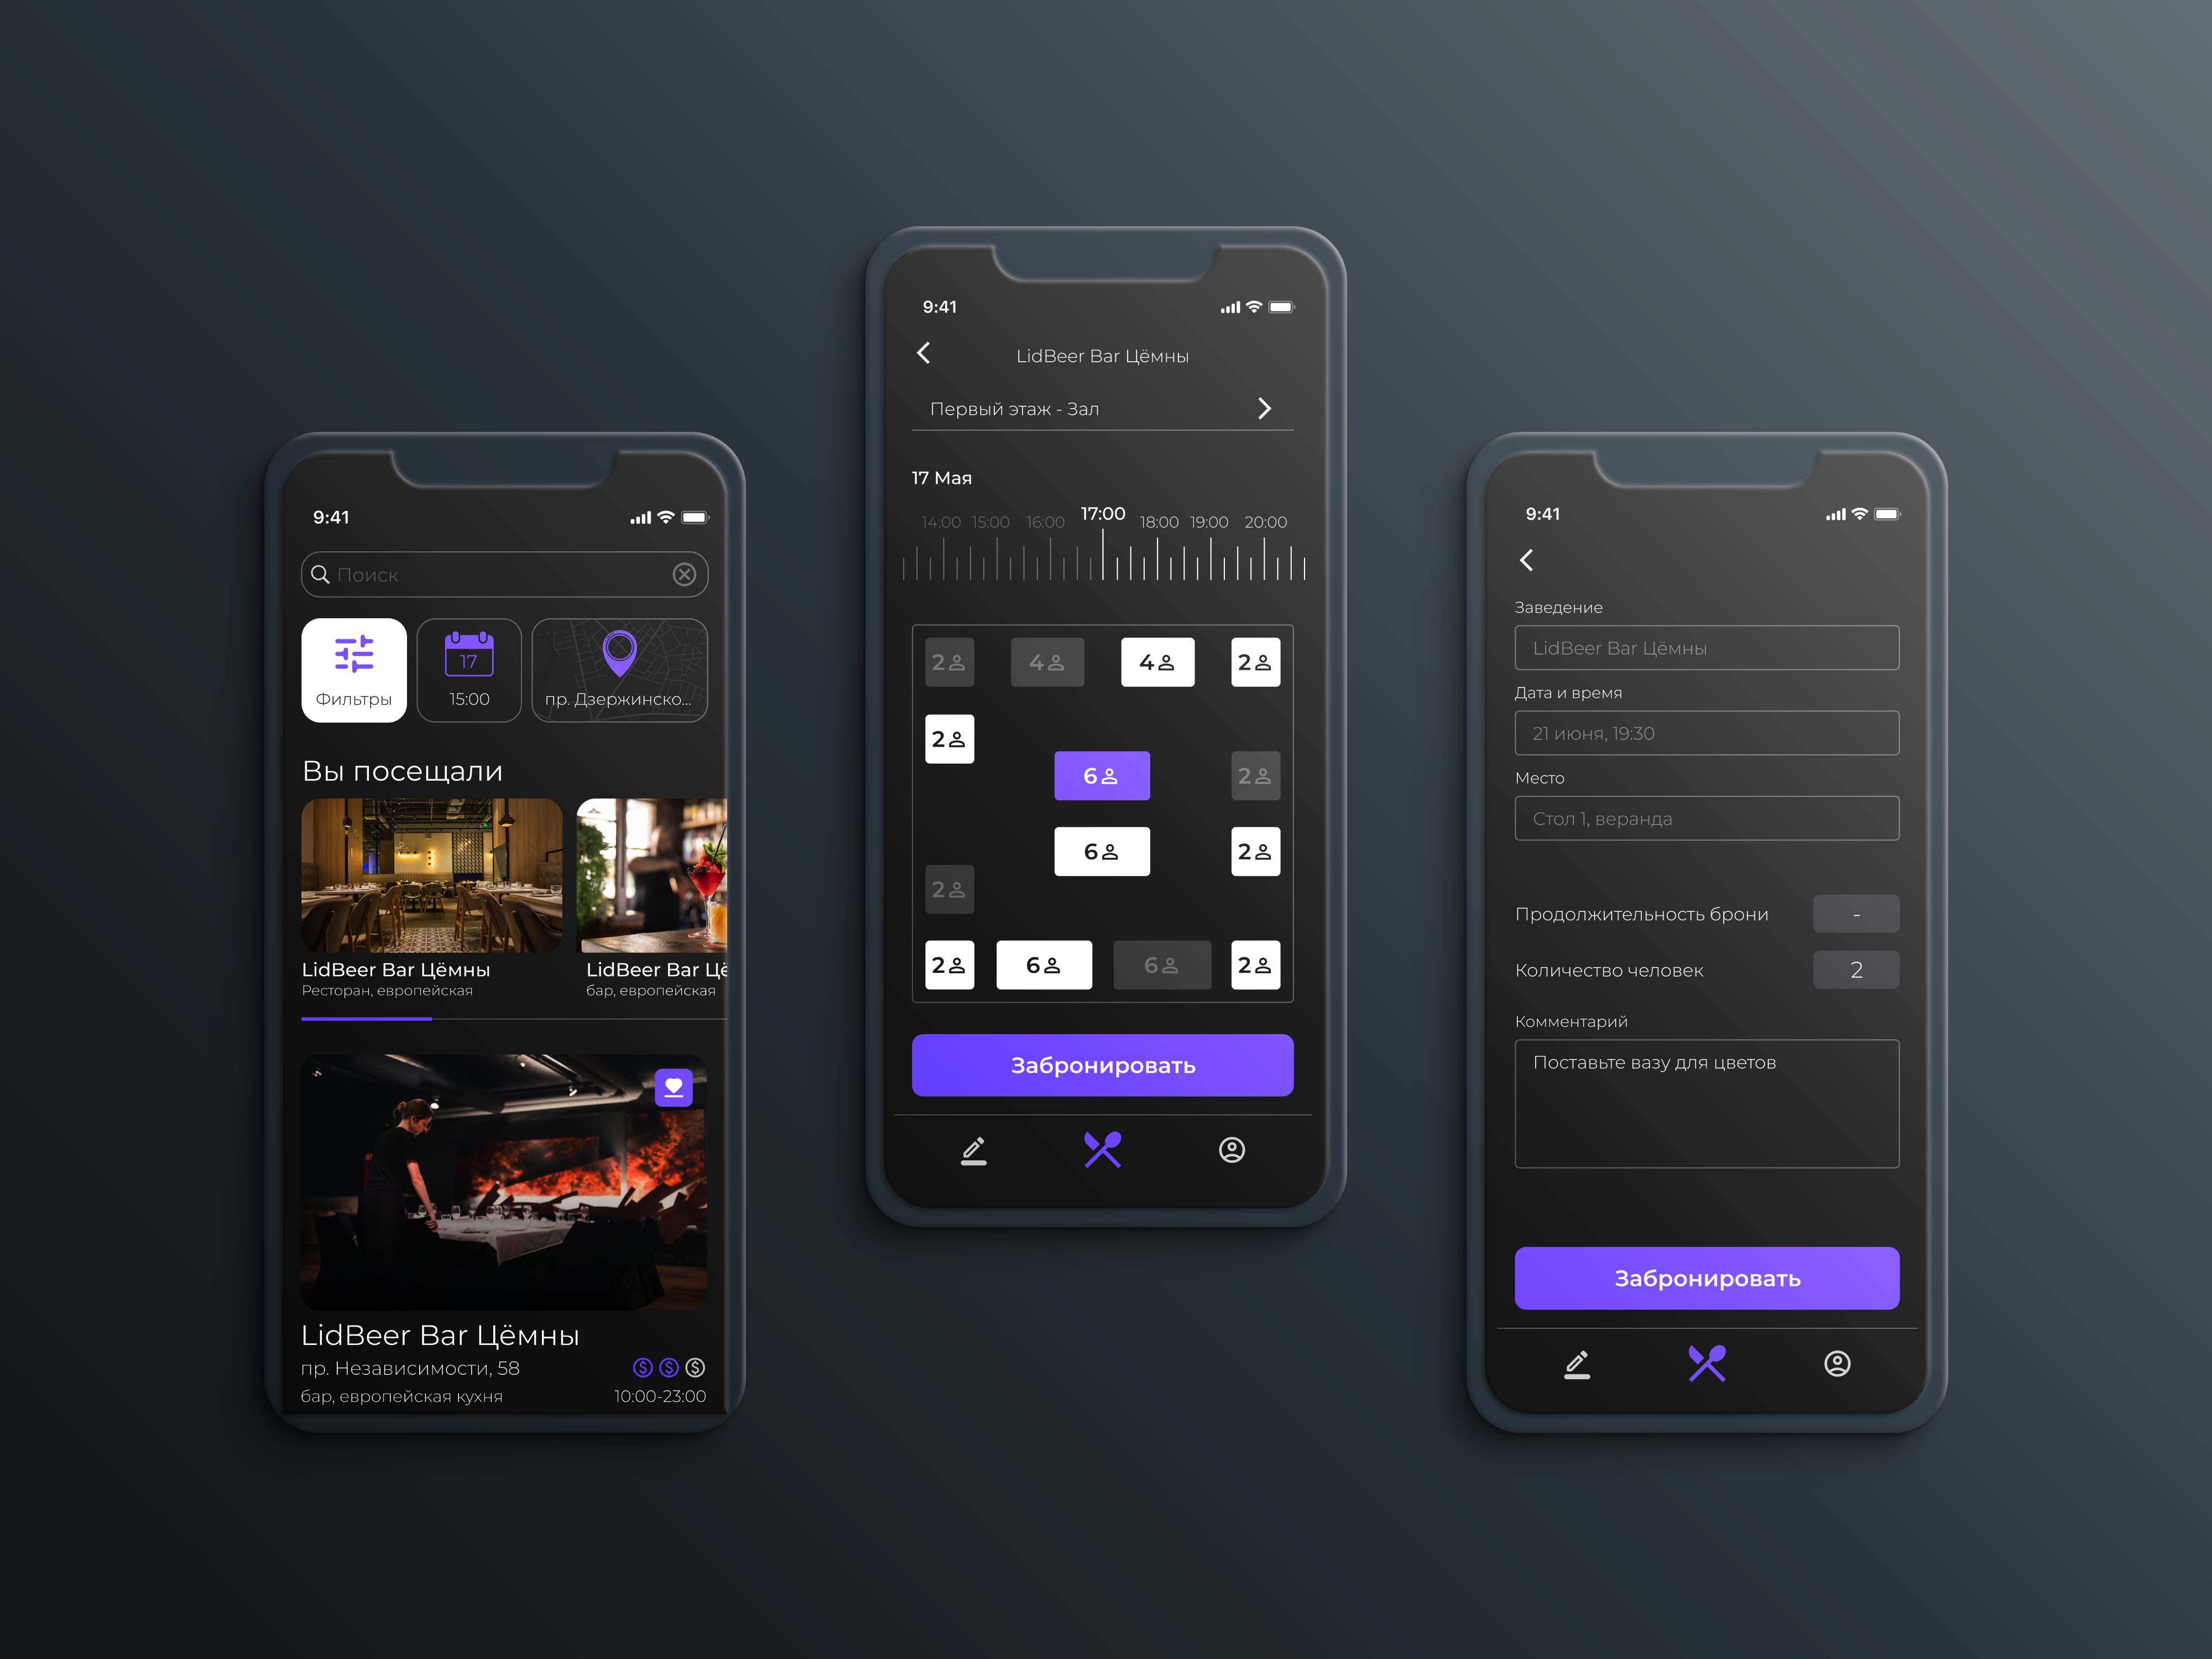 9:41
Поиск
17
Фильтры
15:00
пр. Дзержинско...
Вы посещали
LidBeer Bar Цёмны
Ресторан, европейская
LidBeer Bar Цё
бар, европейская
LidBeer Bar Цёмны
пр. Независимости, 58
бар, европейская кухня
10:00-23:00
9:41
LidBeer Bar Цёмны
Первый этаж - Зал
17 Мая
14:00 15:00 16:00 17:00 18:00 19:00 20:00
2 4 4 2
2
6 2
6 2
2
2 6 6 2
Забронировать
9:41
Заведение
LidBeer Bar Цёмны
Дата и время
21 июня, 19:30
Место
Стол 1, веранда
Продолжительность брони -
Количество человек 2
Комментарий
Поставьте вазу для цветов
Забронировать